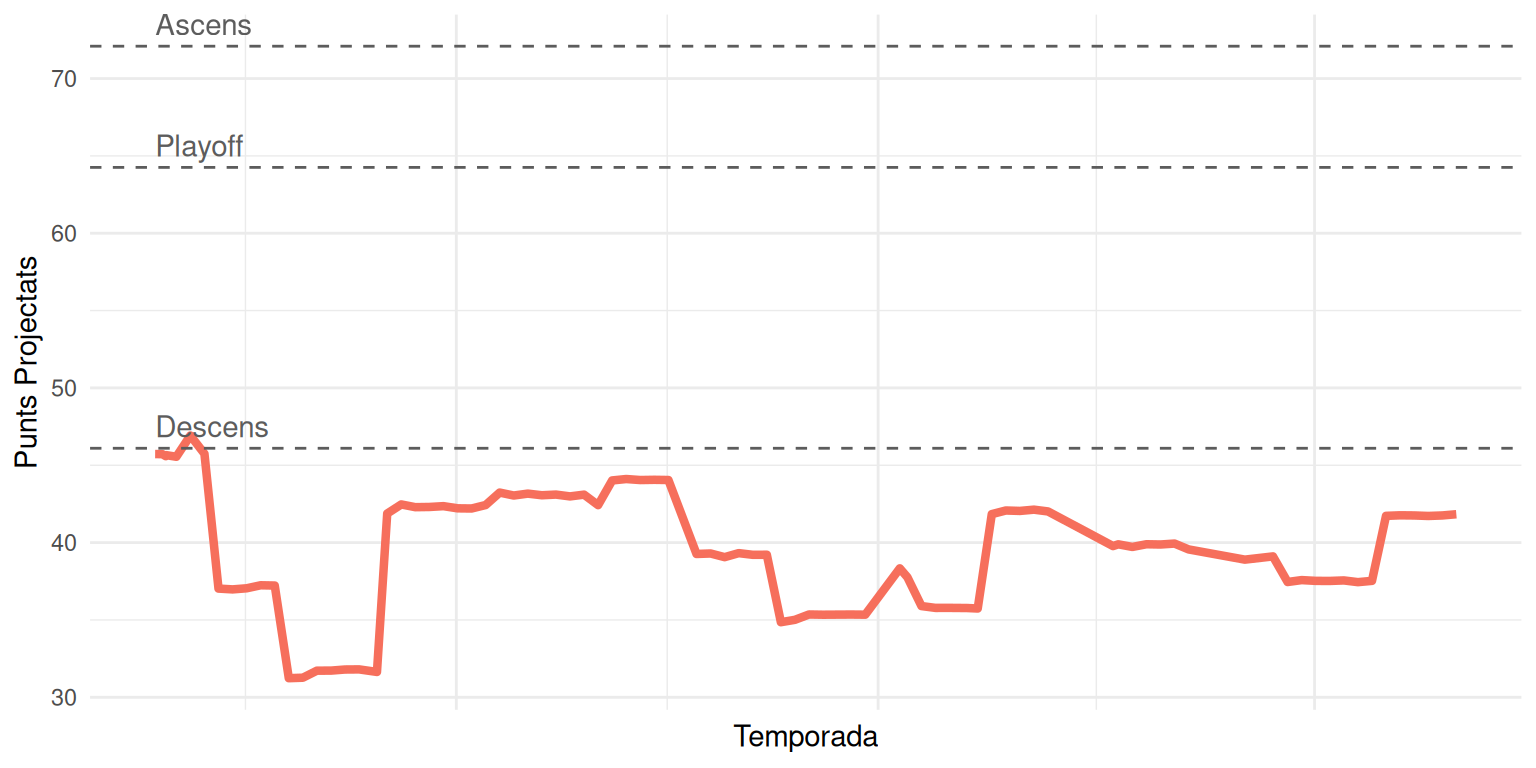 Ascens
70
Playoff
60
Punts Projectats
50
Descens
40
30
Temporada